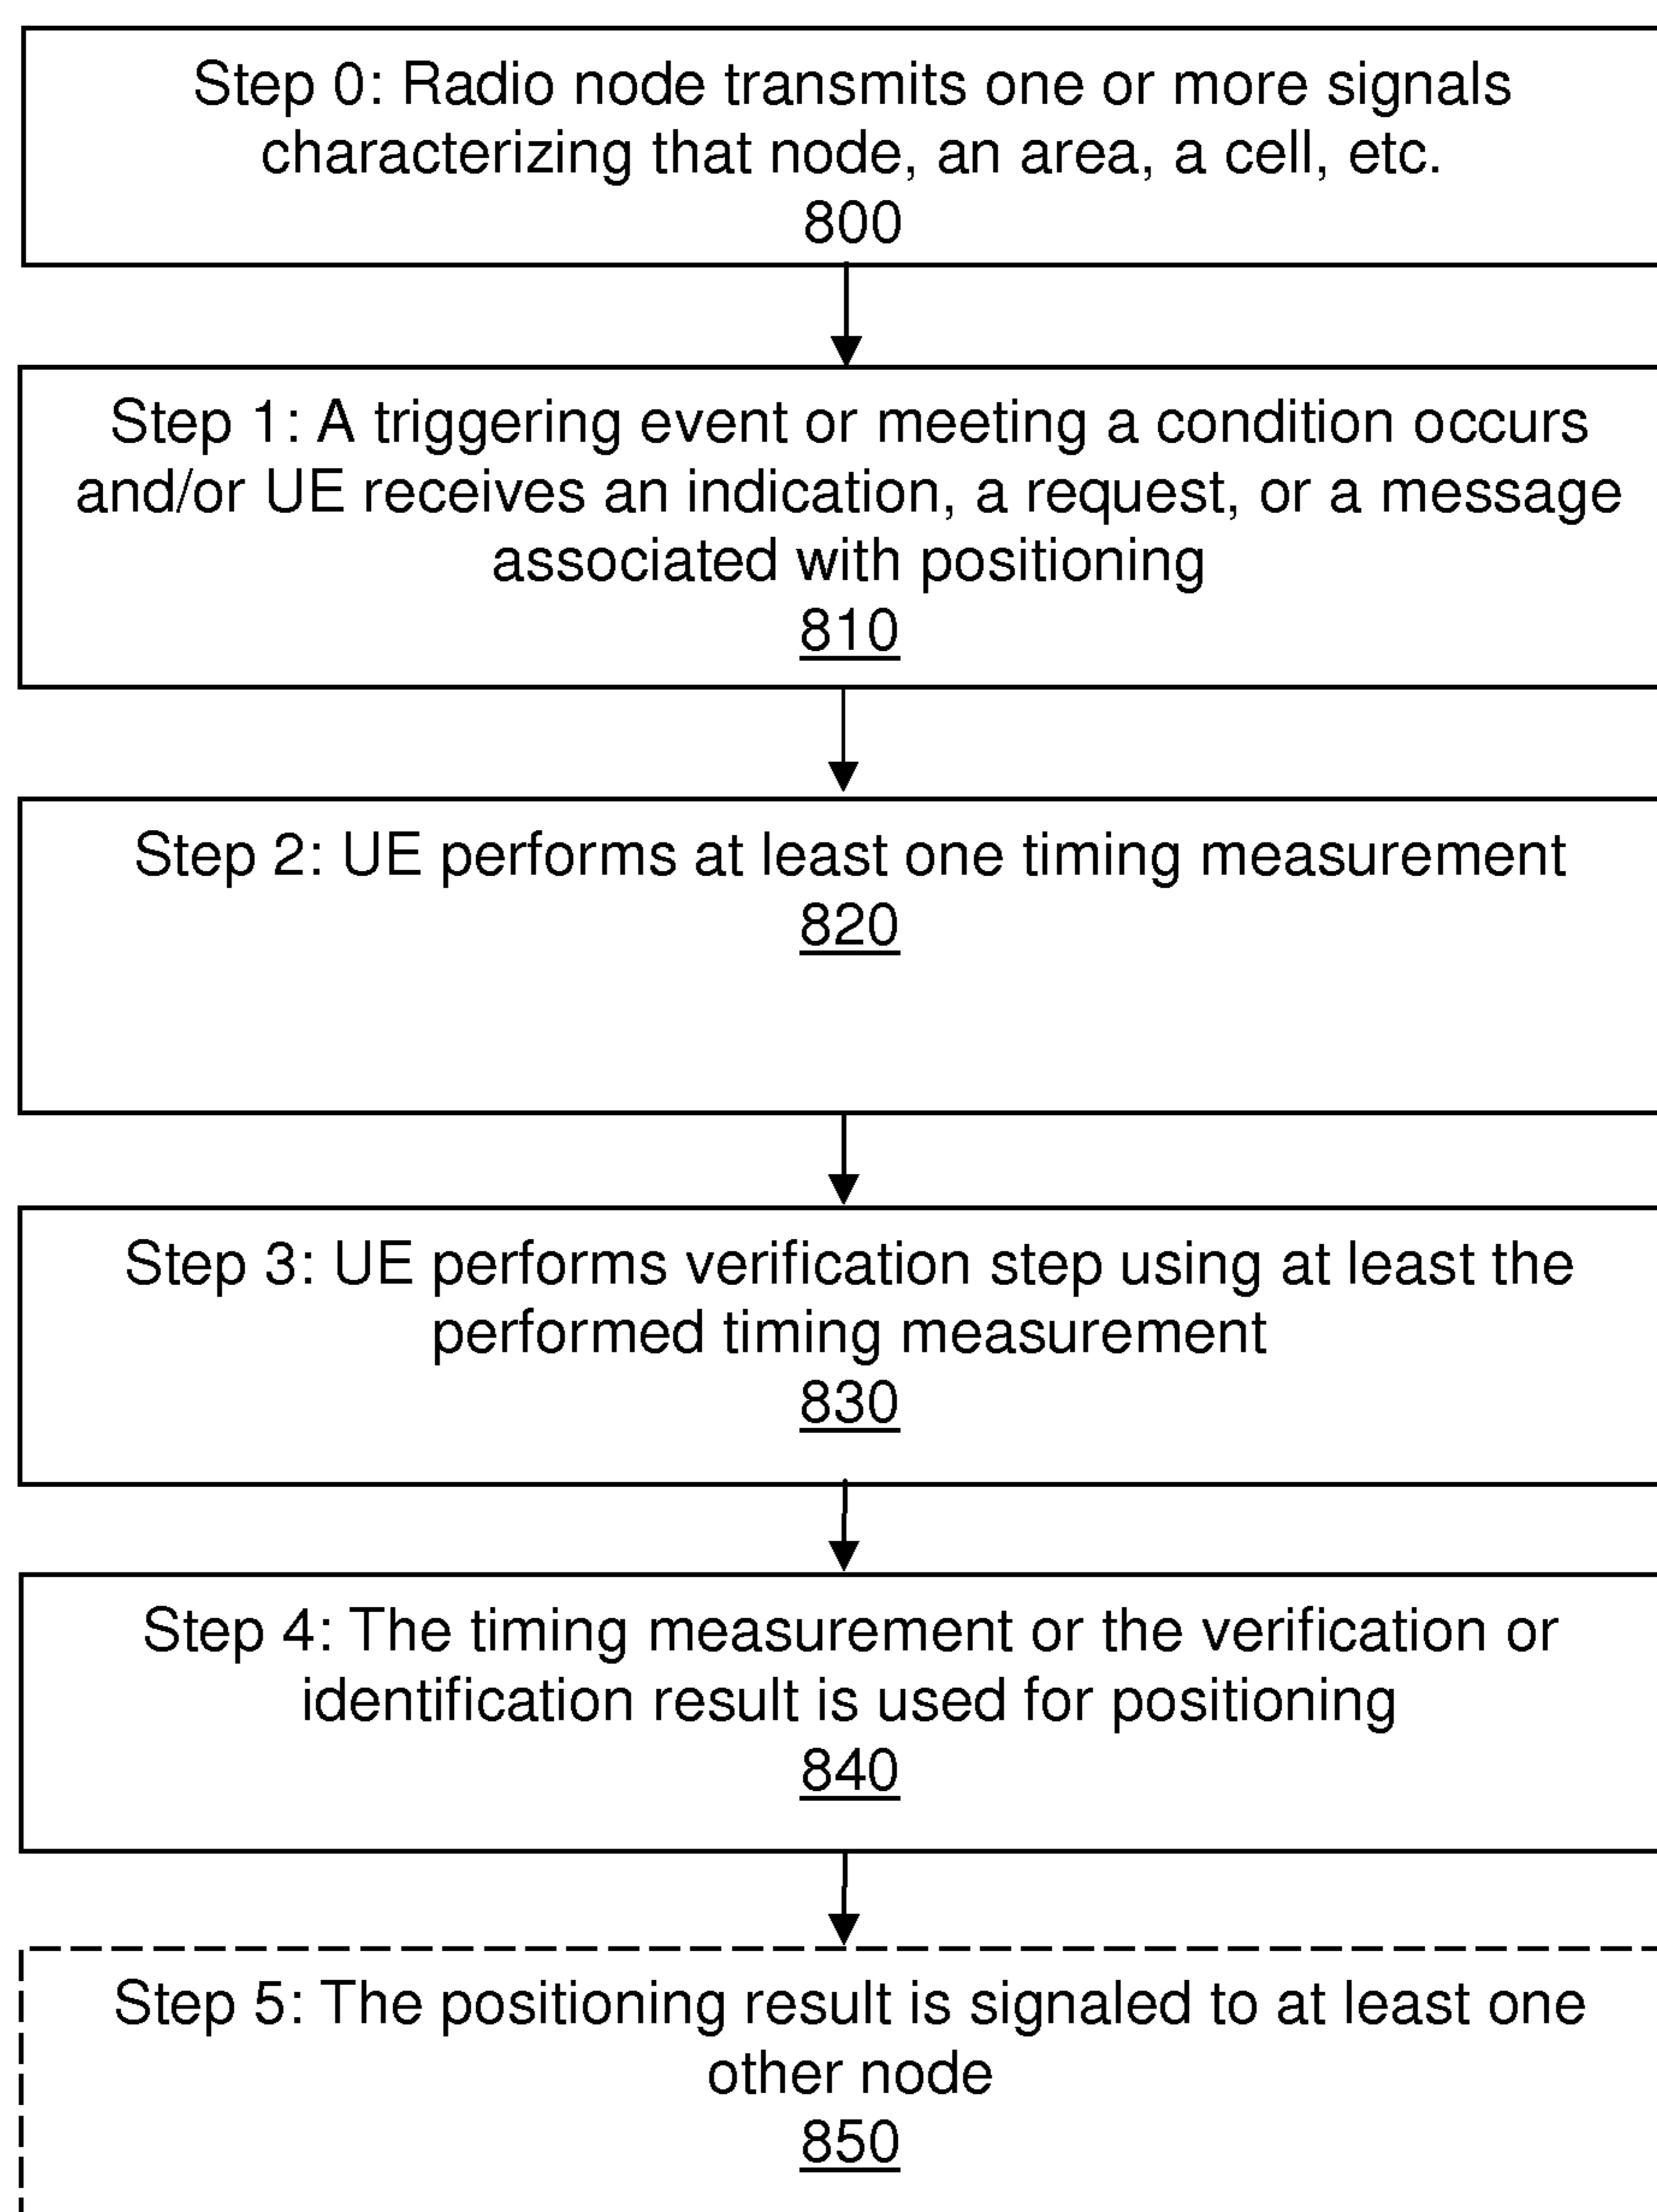 Step 0: Radio node transmits one or more signals
characterizing that node, an area, a cell, etc.
800
Step 1: A triggering event or meeting a condition occurs
and/or UE receives an indication, a request, or a message
associated with positioning
810
Step 2: UE performs at least one timing measurement
820
Step 3: UE performs verification step using at least the
performed timing measurement
830
Step 4: The timing measurement or the verification or
identification result is used for positioning
840
Step 5: The positioning result is signaled to at least one
other node
850